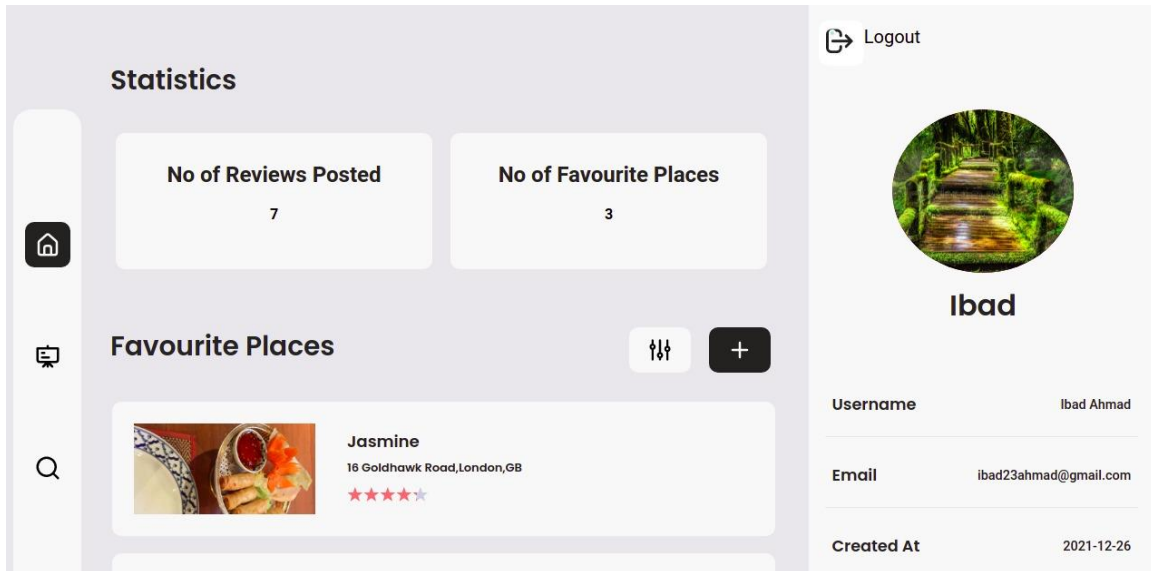 Logout
Statistics
No of Reviews Posted
7
No of Favourite Places
3
Ibad
Favourite Places
Jasmine
16 Goldhawk Road,London,GB
Username Ibad Ahmad
Email ibad23ahmad@gmail.com
Created At 2021-12-26